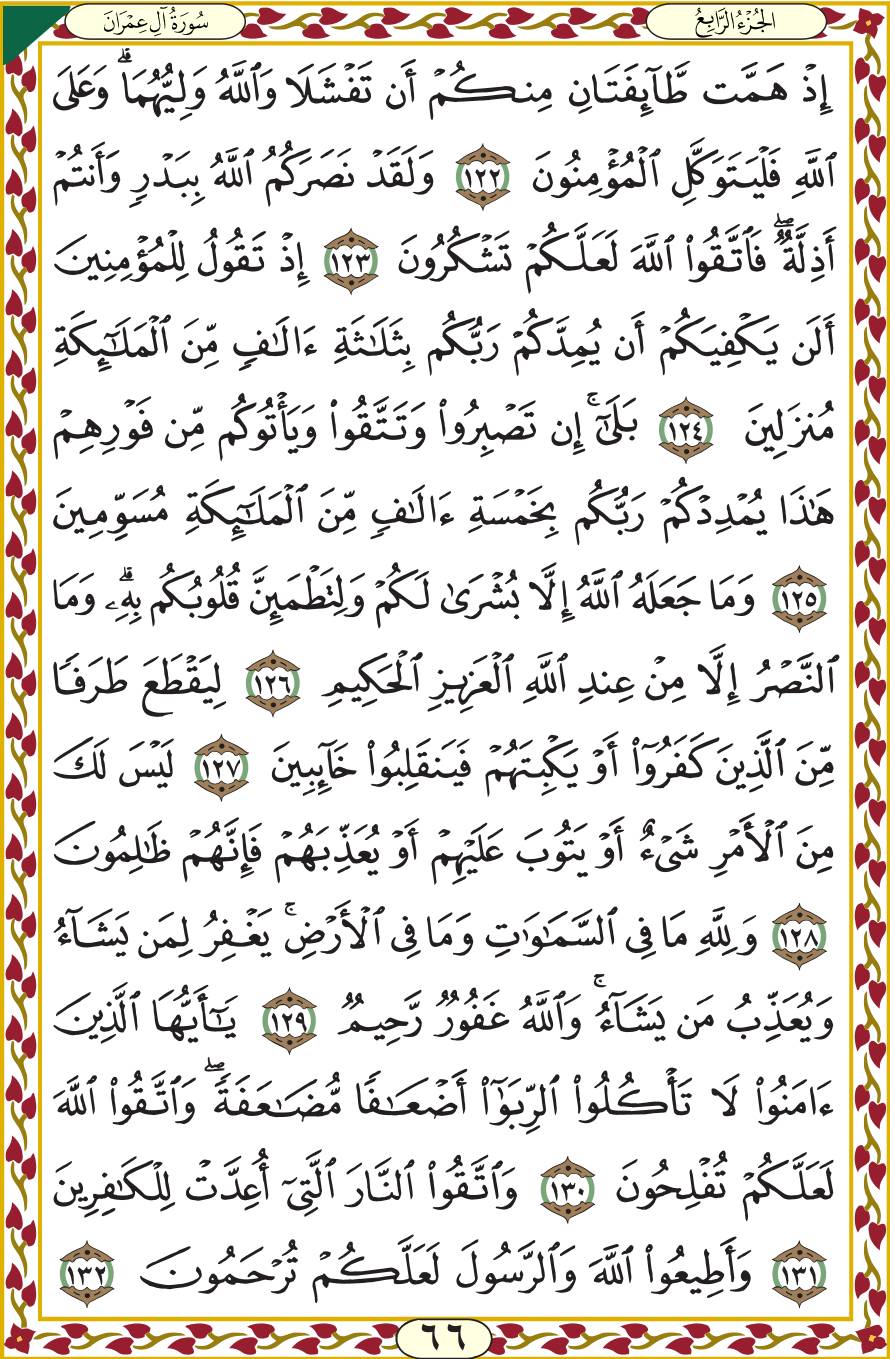 الجُزْءُ الرَّابِعُ
سُورَةُ آلِ عِمْرَانَ
إِذْ هَمَّت طَّآئِفَتَانِ مِنكُمْ أَن تَفْشَلَا وَٱللَّهُ وَلِيُّهُمَاۗ وَعَلَى
ٱللَّهِ فَلْيَتَوَكَّلِ ٱلْمُؤْمِنُونَ ١٢٢ وَلَقَدْ نَصَرَكُمُ ٱللَّهُ بِبَدْرٖ وَأَنتُمْ
أَذِلَّةٞۖ فَٱتَّقُوا۟ ٱللَّهَ لَعَلَّكُمْ تَشْكُرُونَ ١٢٣ إِذْ تَقُولُ لِلْمُؤْمِنِينَ
أَلَن يَكْفِيَكُمْ أَن يُمِدَّكُمْ رَبُّكُم بِثَلَٰثَةِ ءَالَٰفٖ مِّنَ ٱلْمَلَٰٓئِكَةِ
مُنزَلِينَ ١٢٤ بَلَىٰٓۚ إِن تَصْبِرُوا۟ وَتَتَّقُوا۟ وَيَأْتُوكُم مِّن فَوْرِهِمْ
هَٰذَا يُمْدِدْكُمْ رَبُّكُم بِخَمْسَةِ ءَالَٰفٖ مِّنَ ٱلْمَلَٰٓئِكَةِ مُسَوِّمِينَ
١٢٥ وَمَا جَعَلَهُ ٱللَّهُ إِلَّا بُشْرَىٰ لَكُمْ وَلِتَطْمَئِنَّ قُلُوبُكُم بِهِۦۗ وَمَا
ٱلنَّصْرُ إِلَّا مِنْ عِندِ ٱللَّهِ ٱلْعَزِيزِ ٱلْحَكِيمِ ١٢٦ لِيَقْطَعَ طَرَفٗا
مِّنَ ٱلَّذِينَ كَفَرُوٓا۟ أَوْ يَكْبِتَهُمْ فَيَنقَلِبُوا۟ خَآئِبِينَ ١٢٧ لَيْسَ لَكَ
مِنَ ٱلْأَمْرِ شَىْءٌ أَوْ يَتُوبَ عَلَيْهِمْ أَوْ يُعَذِّبَهُمْ فَإِنَّهُمْ ظَٰلِمُونَ
١٢٨ وَلِلَّهِ مَا فِى ٱلسَّمَٰوَٰتِ وَمَا فِى ٱلْأَرْضِۚ يَغْفِرُ لِمَن يَشَآءُ
وَيُعَذِّبُ مَن يَشَآءُۚ وَٱللَّهُ غَفُورٞ رَّحِيمٞ ١٢٩ يَٰٓأَيُّهَا ٱلَّذِينَ
ءَامَنُوا۟ لَا تَأْكُلُوا۟ ٱلرِّبَوٰٓا۟ أَضْعَٰفٗا مُّضَٰعَفَةٗۖ وَٱتَّقُوا۟ ٱللَّهَ
لَعَلَّكُمْ تُفْلِحُونَ ١٣٠ وَٱتَّقُوا۟ ٱلنَّارَ ٱلَّتِىٓ أُعِدَّتْ لِلْكَٰفِرِينَ
١٣١ وَأَطِيعُوا۟ ٱللَّهَ وَٱلرَّسُولَ لَعَلَّكُمْ تُرْحَمُونَ ١٣٢
٦٦